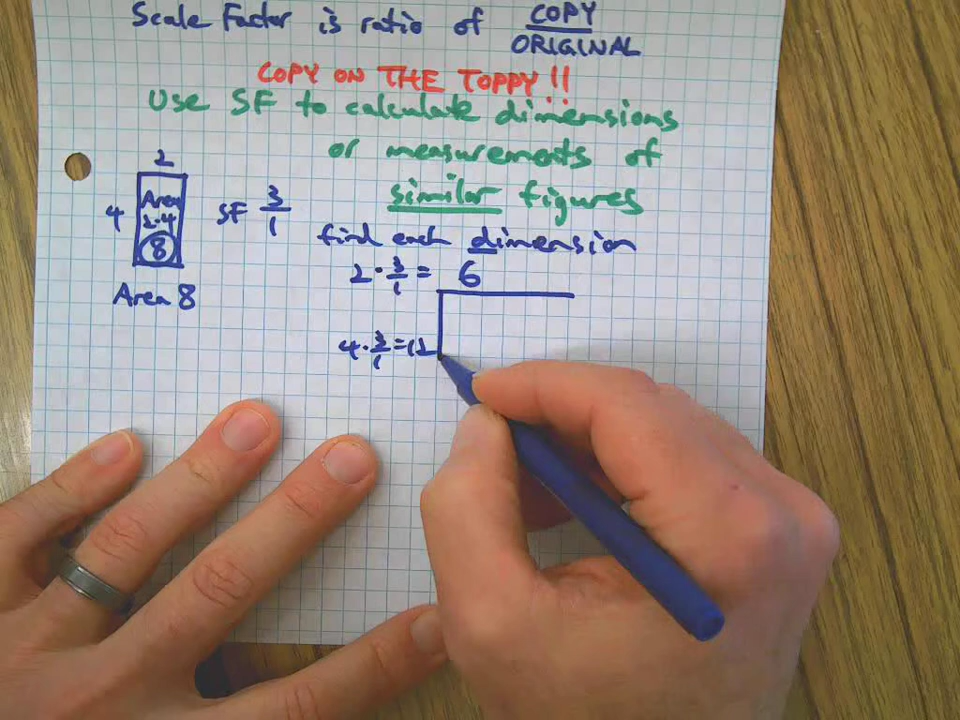 Scale Factor is ratio of COPY
ORIGINAL
COPY ON THE TOPPY!!
Use SF to calculate dimensions
or measurements of
similar figures
2
4
Area
2·4
8
Area 8
SF 3/1
find each dimension
2 · 3/1 = 6
4 · 3/1 = 12